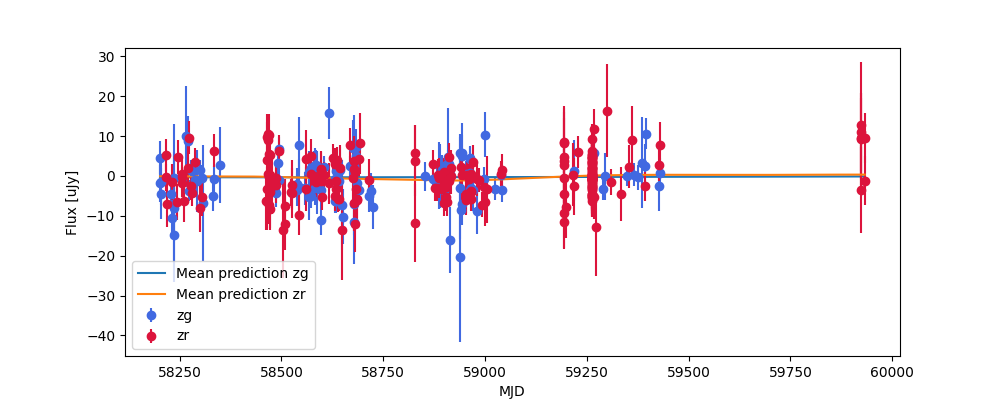 30
20
10
0
−10
−20
−30
−40
Flux [uJy]
Mean prediction zg
Mean prediction zr
zg
zr
58250 58500 58750 59000 59250 59500 59750 60000
MJD